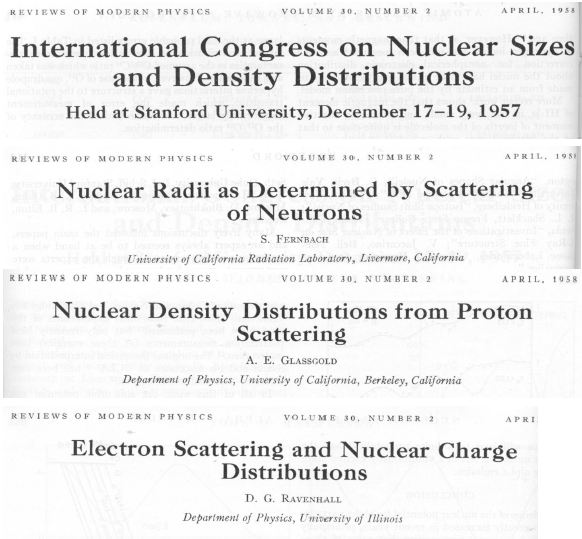 REVIEWS OF MODERN PHYSICS VOLUME 30, NUMBER 2 APRIL, 1958
International Congress on Nuclear Sizes
and Density Distributions
Held at Stanford University, December 17–19, 1957
REVIEWS OF MODERN PHYSICS VOLUME 30, NUMBER 2 APRIL, 195
Nuclear Radii as Determined by Scattering
of Neutrons
S. FERNBACH
University of California Radiation Laboratory, Livermore, California
REVIEWS OF MODERN PHYSICS VOLUME 30, NUMBER 2 APRIL, 1958
Nuclear Density Distributions from Proton
Scattering
A. E. GLASSGOLD
Department of Physics, University of California, Berkeley, California
REVIEWS OF MODERN PHYSICS VOLUME 30, NUMBER 2 APRI
Electron Scattering and Nuclear Charge
Distributions
D. G. RAVENHALL
Department of Physics, University of Illinois